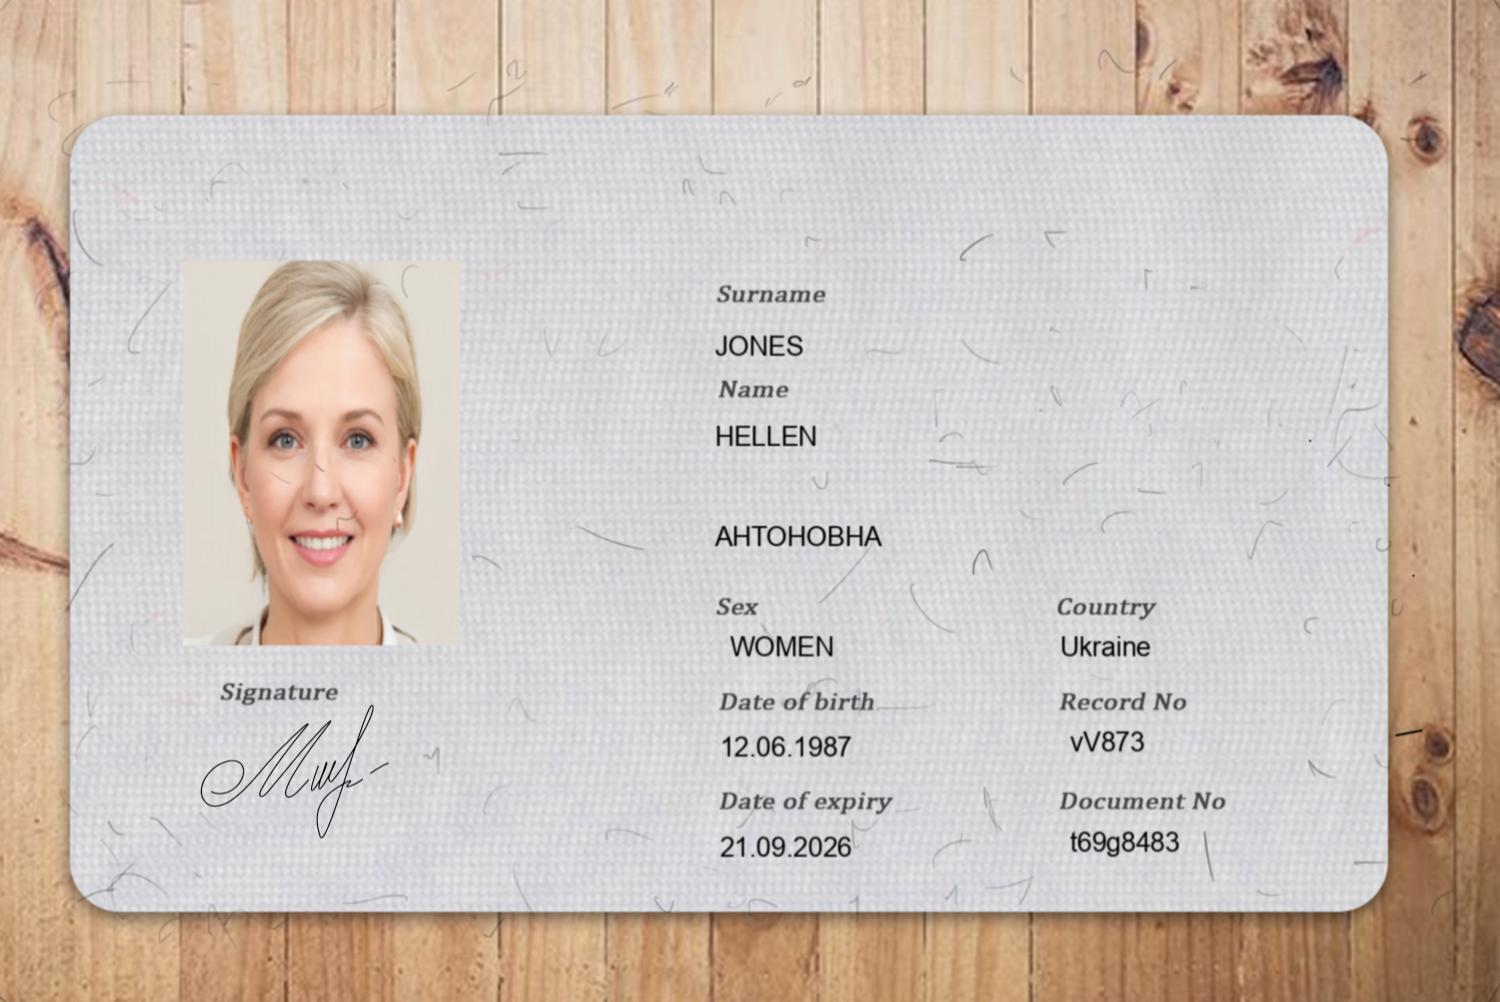 Surname
JONES
Name
HELLEN
AHTOHOBHA
Sex
WOMEN
Country
Ukraine
Date of birth
12.06.1987
Record No
vV873
Date of expiry
21.09.2026
Document No
t69g8483
Signature